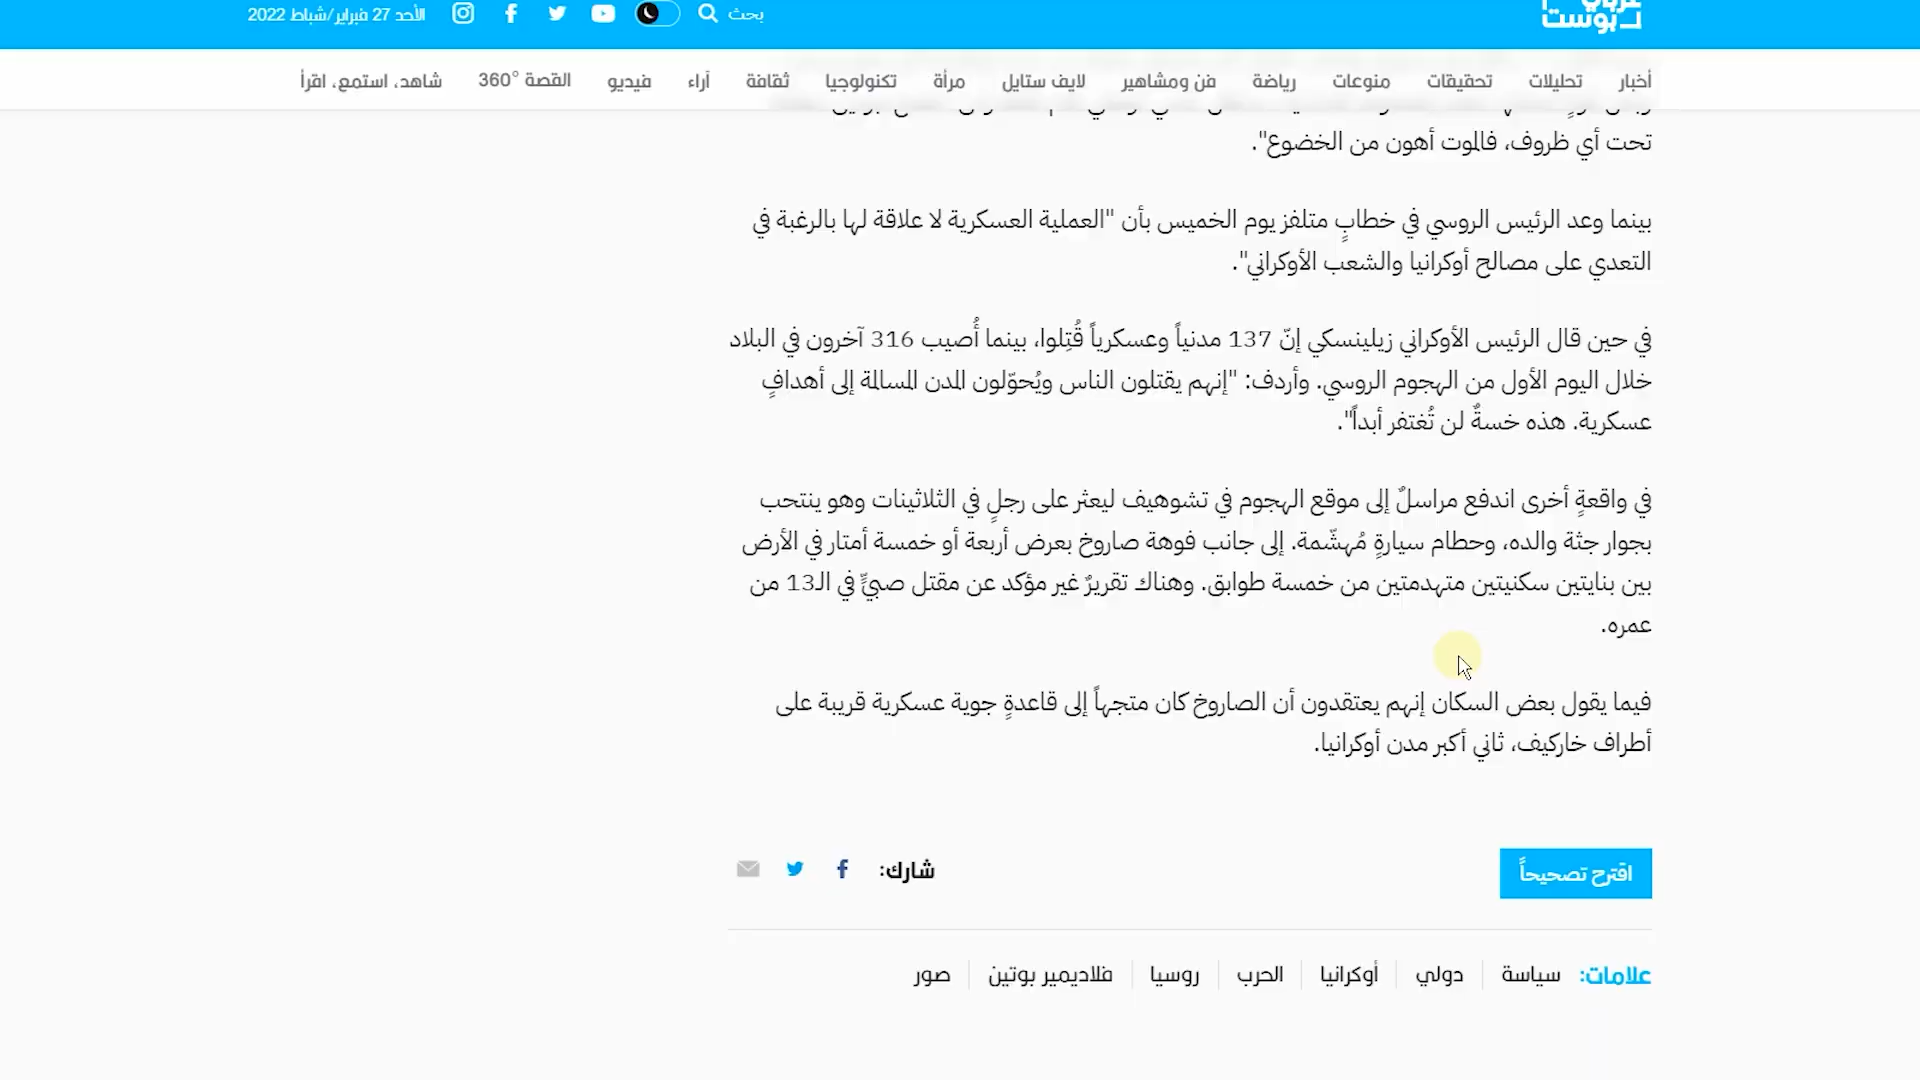 عربي
بوست
بحث
الأحد 27 فبراير/شباط 2022
أخبار
تحليلات
تحقيقات
منوعات
رياضة
فن ومشاهير
لايف ستايل
مرأة
تكنولوجيا
ثقافة
آراء
فيديو
القصة 360°
شاهد، استمع، اقرأ
تحت أي ظروف، فالموت أهون من الخضوع".
بينما وعد الرئيس الروسي في خطابٍ متلفز يوم الخميس بأن "العملية العسكرية لا علاقة لها بالرغبة في
التعدي على مصالح أوكرانيا والشعب الأوكراني".
في حين قال الرئيس الأوكراني زيلينسكي إنّ 137 مدنياً وعسكرياً قُتِلوا، بينما أُصيب 316 آخرون في البلاد
خلال اليوم الأول من الهجوم الروسي. وأردف: "إنهم يقتلون الناس ويُحوّلون المدن المسالمة إلى أهدافٍ
عسكرية. هذه خسةٌ لن تُغتفر أبداً".
في واقعةٍ أخرى اندفع مراسلٌ إلى موقع الهجوم في تشوهيف ليعثر على رجلٍ في الثلاثينات وهو ينتحب
بجوار جثة والده، وحطام سيارةٍ مُهشّمة. إلى جانب فوهة صاروخ بعرض أربعة أو خمسة أمتار في الأرض
بين بنايتين سكنيتين متهدمتين من خمسة طوابق. وهناك تقريرٌ غير مؤكد عن مقتل صبيٍّ في الـ13 من
عمره.
فيما يقول بعض السكان إنهم يعتقدون أن الصاروخ كان متجهاً إلى قاعدةٍ جوية عسكرية قريبة على
أطراف خاركيف، ثاني أكبر مدن أوكرانيا.
اقترح تصحيحاً
شارك:
علامات:
سياسة
دولي
أوكرانيا
الحرب
روسيا
فلاديمير بوتين
صور